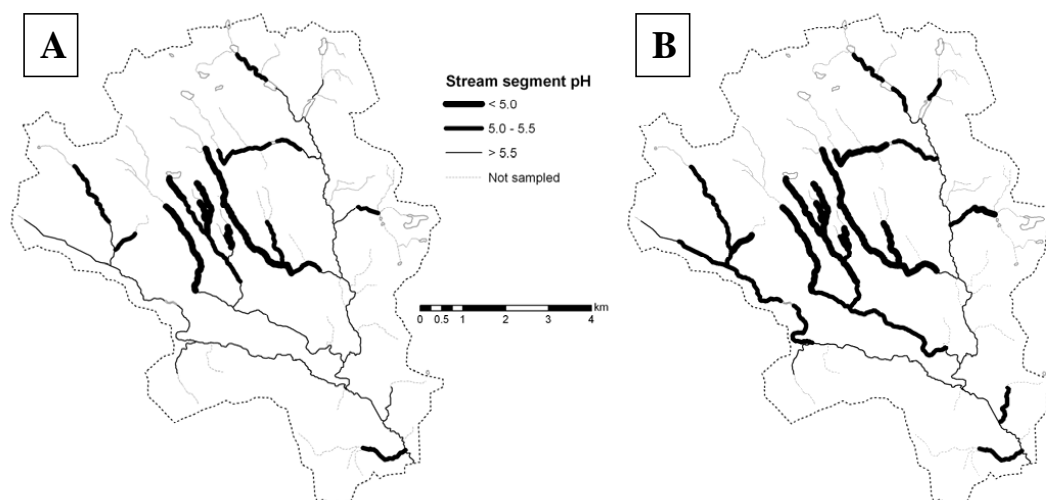 A
B
Stream segment pH
< 5.0
5.0 - 5.5
> 5.5
Not sampled
km
0 0.5 1 2 3 4